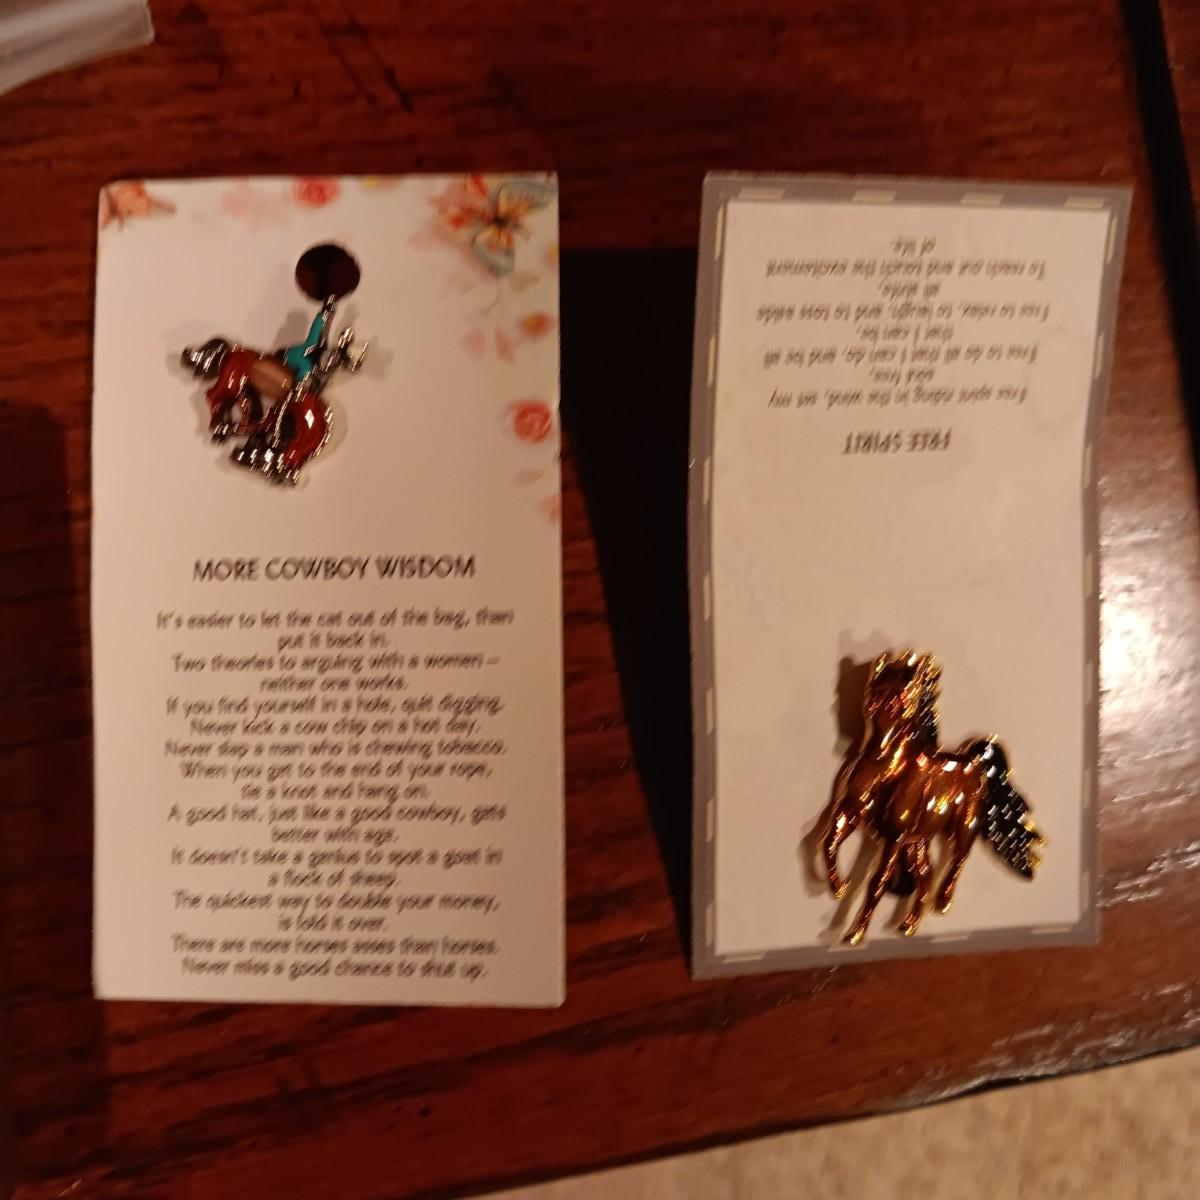 MORE COWBOY WISDOM
It's easier to let the cat out of the bag, than
put it back in.
Two theories to arguing with a women –
neither one works.
If you find yourself in a hole, quit digging.
Never kick a cow chip on a hot day.
Never slap a man who is chewing tobacco.
When you get to the end of your rope,
tie a knot and hang on.
A good hat, just like a good cowboy, gets
better with age.
It doesn't take a genius to spot a goat in
a flock of sheep.
The quickest way to double your money,
is fold it over.
There are more horses asses than horses.
Never miss a good chance to shut up.
FREE SPIRIT
Free spirit riding in the wind, set my
soul free,
Free to do all that I can do, and be all
that I can be,
Free to relax, to laugh, and to toss aside
all strife,
To reach out and touch the excitement
of life.